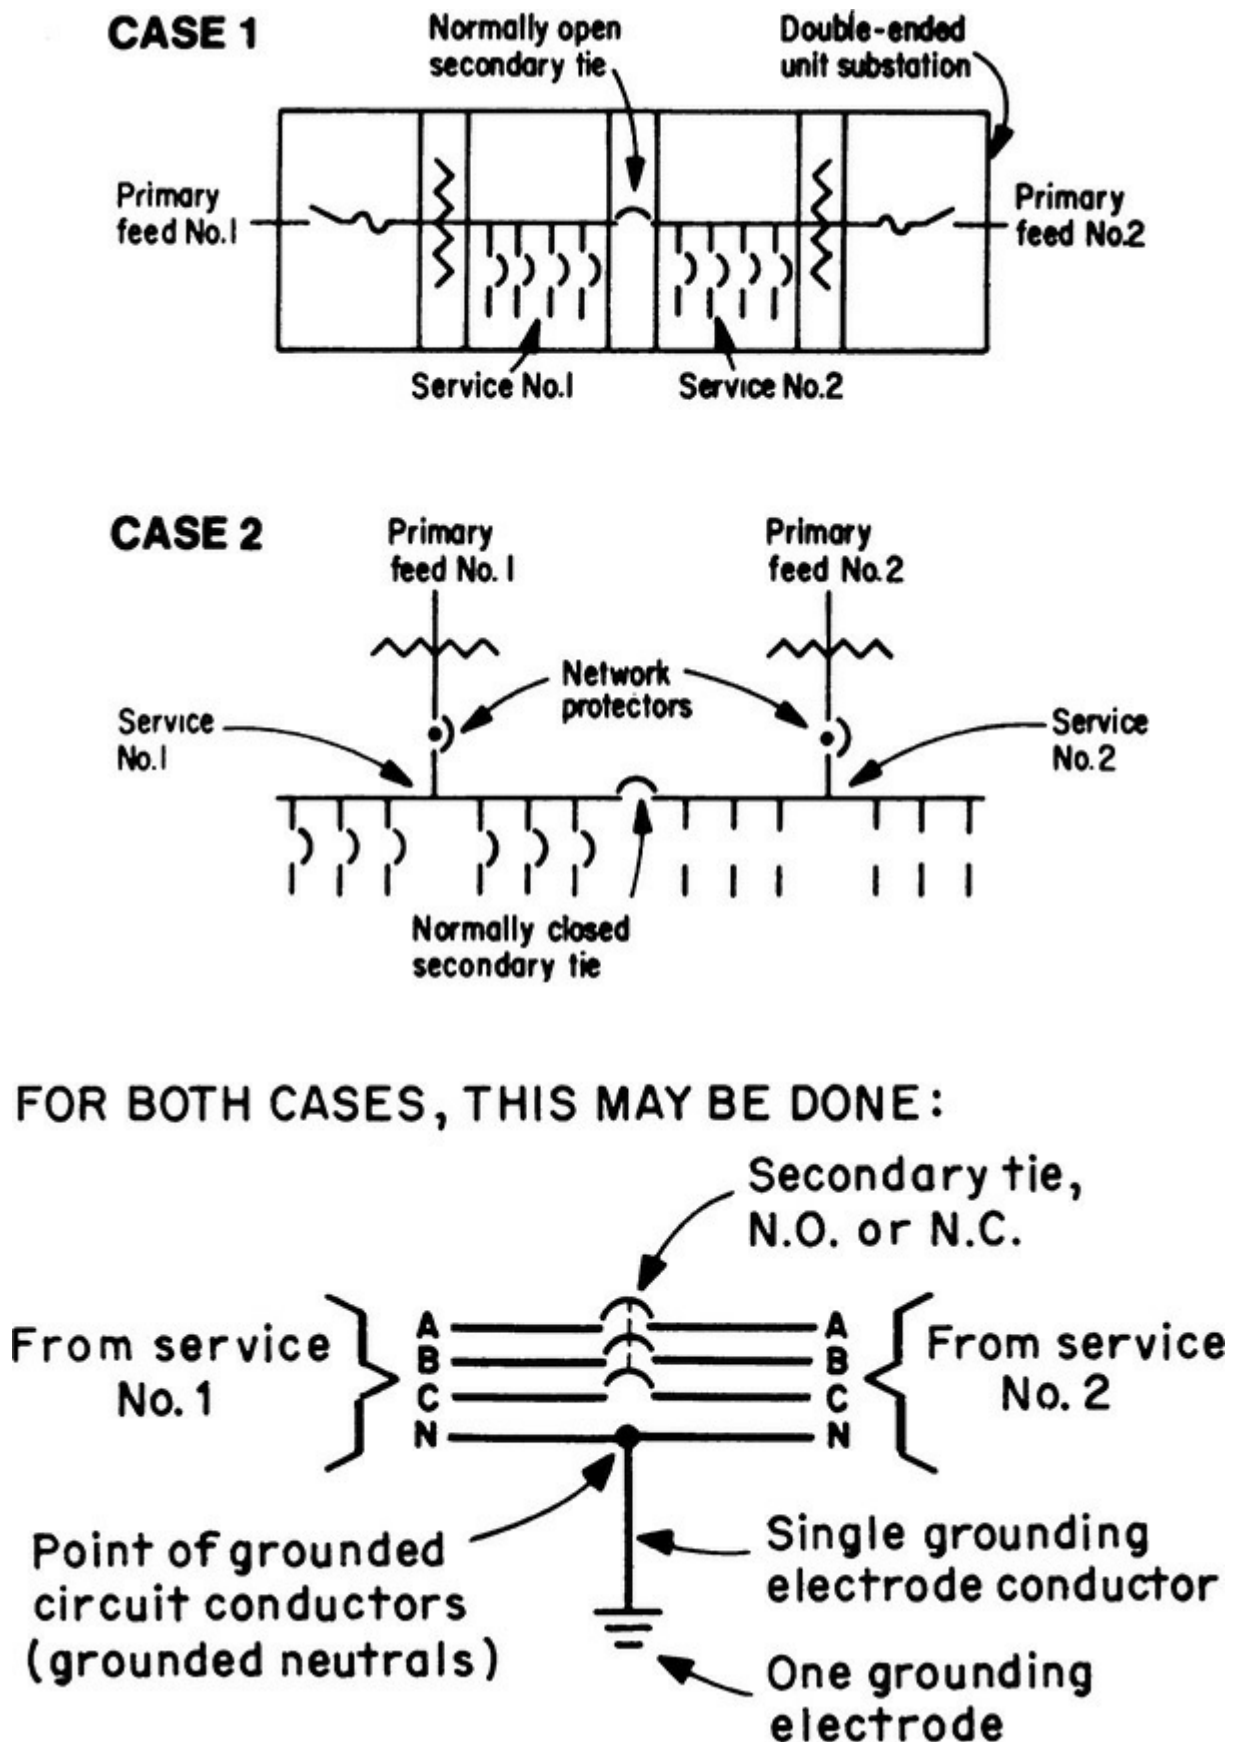 CASE 1
Normally open
secondary tie
Double-ended
unit substation
Primary
feed No.1
Primary
feed No.2
Service No.1
Service No.2
CASE 2
Primary
feed No. 1
Primary
feed No.2
Network
protectors
Service
No.1
Service
No.2
Normally closed
secondary tie
FOR BOTH CASES, THIS MAY BE DONE:
Secondary tie,
N.O. or N.C.
From service
No. 1
A
B
C
N
A
B
C
N
From service
No. 2
Point of grounded
circuit conductors
(grounded neutrals)
Single grounding
electrode conductor
One grounding
electrode